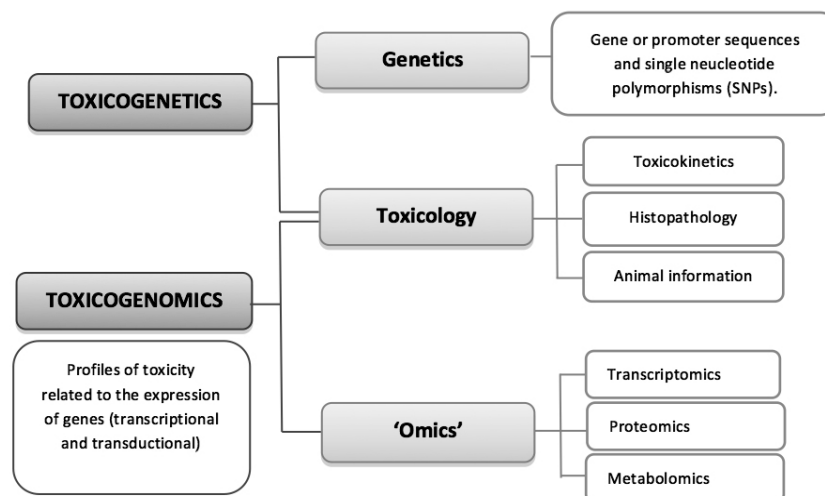 Genetics
Gene or promoter sequences
and single neucleotide
polymorphisms (SNPs).
TOXICOGENETICS
Toxicokinetics
Toxicology
Histopathology
Animal information
TOXICOGENOMICS
Profiles of toxicity
related to the expression
of genes (transcriptional
and transductional)
Transcriptomics
‘Omics’
Proteomics
Metabolomics